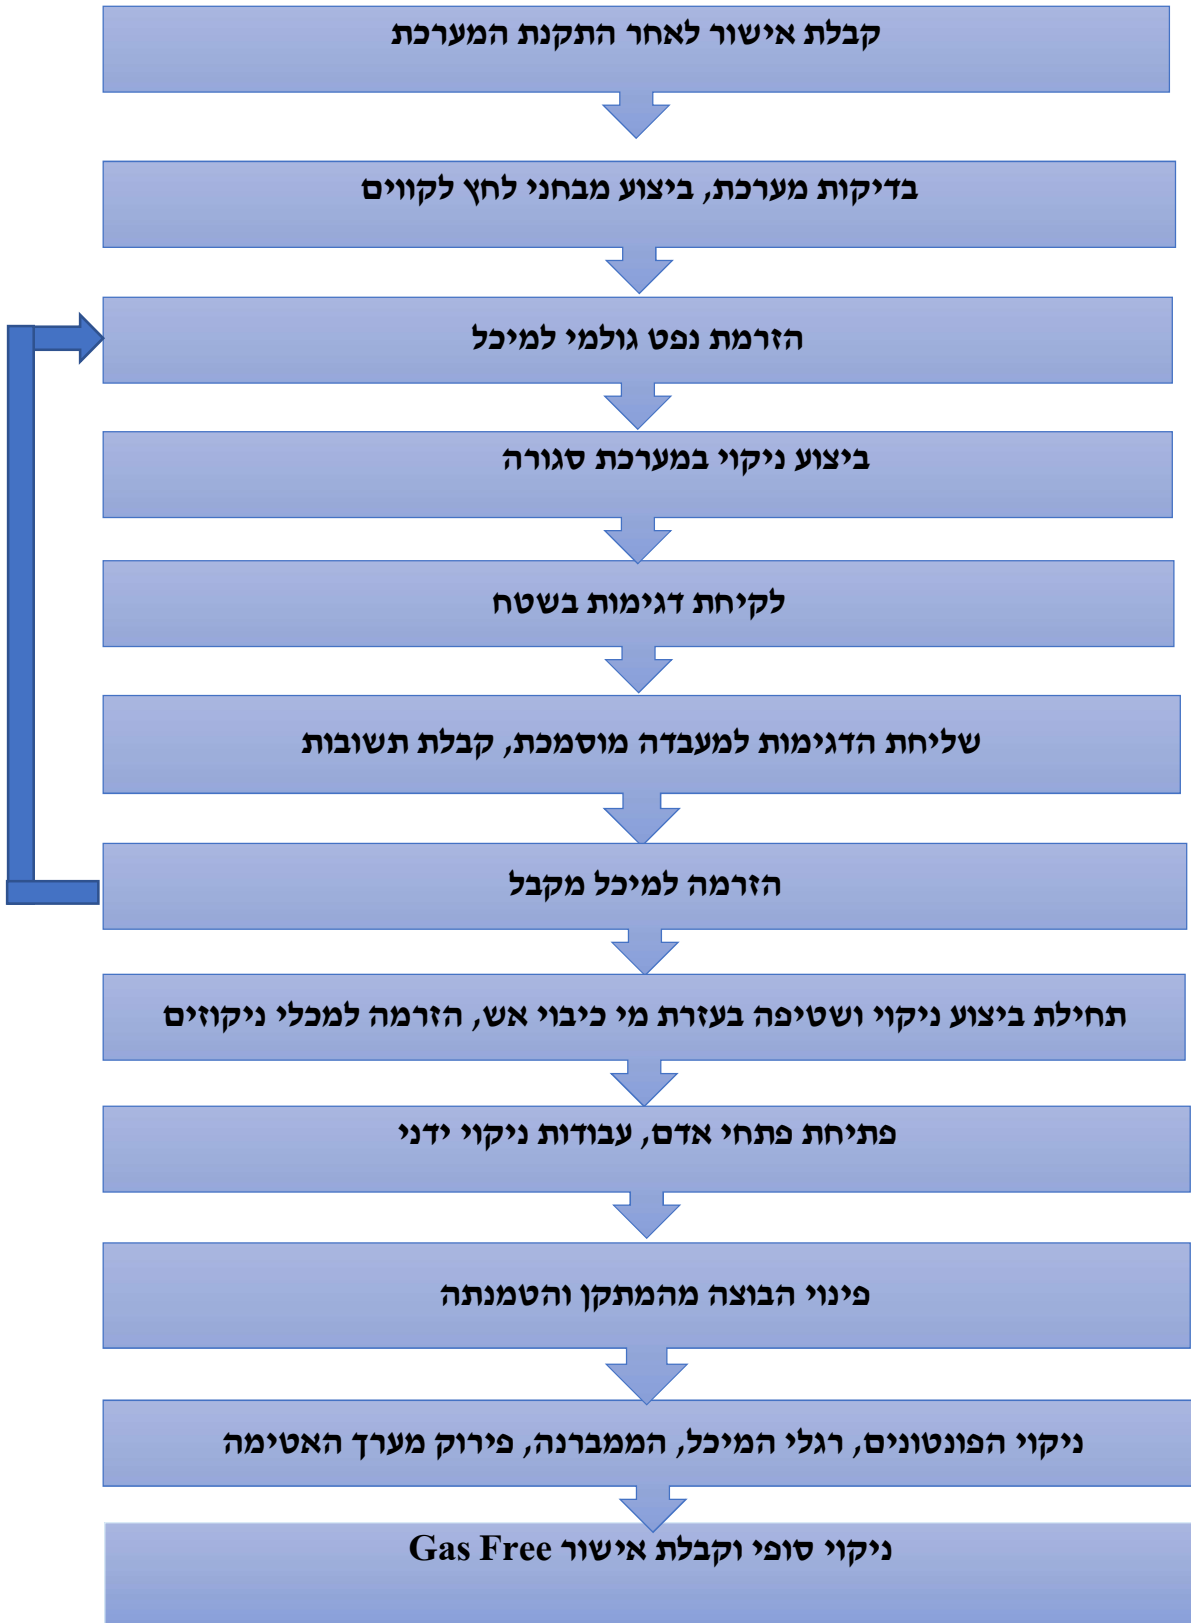 קבלת אישור לאחר התקנת המערכת
בדיקות מערכת, ביצוע מבחני לחץ לקווים
הזרמת נפט גולמי למיכל
ביצוע ניקוי במערכת סגורה
לקיחת דגימות בשטח
שליחת הדגימות למעבדה מוסמכת, קבלת תשובות
הזרמה למיכל מקבל
תחילת ביצוע ניקוי ושטיפה בעזרת מי כיבוי אש, הזרמה למכלי ניקוזים
פתיחת פתחי אדם, עבודות ניקוי ידני
פינוי הבוצה מהמתקן והטמנתה
ניקוי הפונטונים, רגלי המיכל, הממברנה, פירוק מערך האטימה
ניקוי סופי וקבלת אישור Gas Free